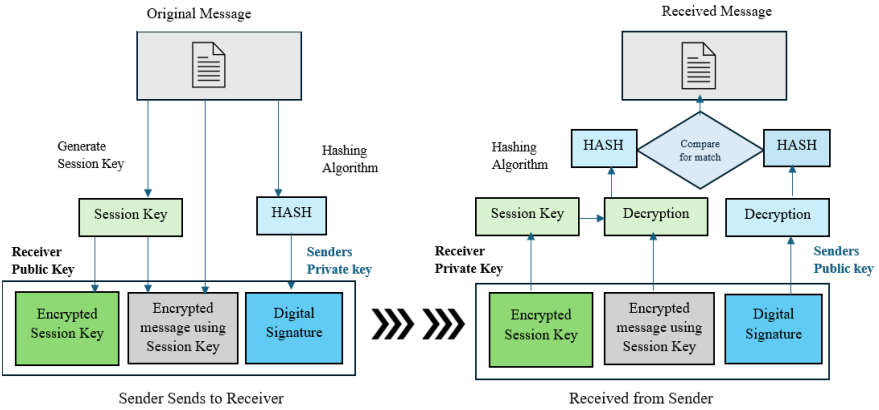 Original Message
Generate
Session Key
Hashing
Algorithm
Session Key
HASH
Receiver
Public Key
Senders
Private key
Encrypted
Session Key
Encrypted
message using
Session Key
Digital
Signature
Sender Sends to Receiver
Received Message
Hashing
Algorithm
HASH
Compare
for match
HASH
Session Key
Decryption
Decryption
Receiver
Private Key
Senders
Public key
Encrypted
Session Key
Encrypted
message using
Session Key
Digital
Signature
Received from Sender